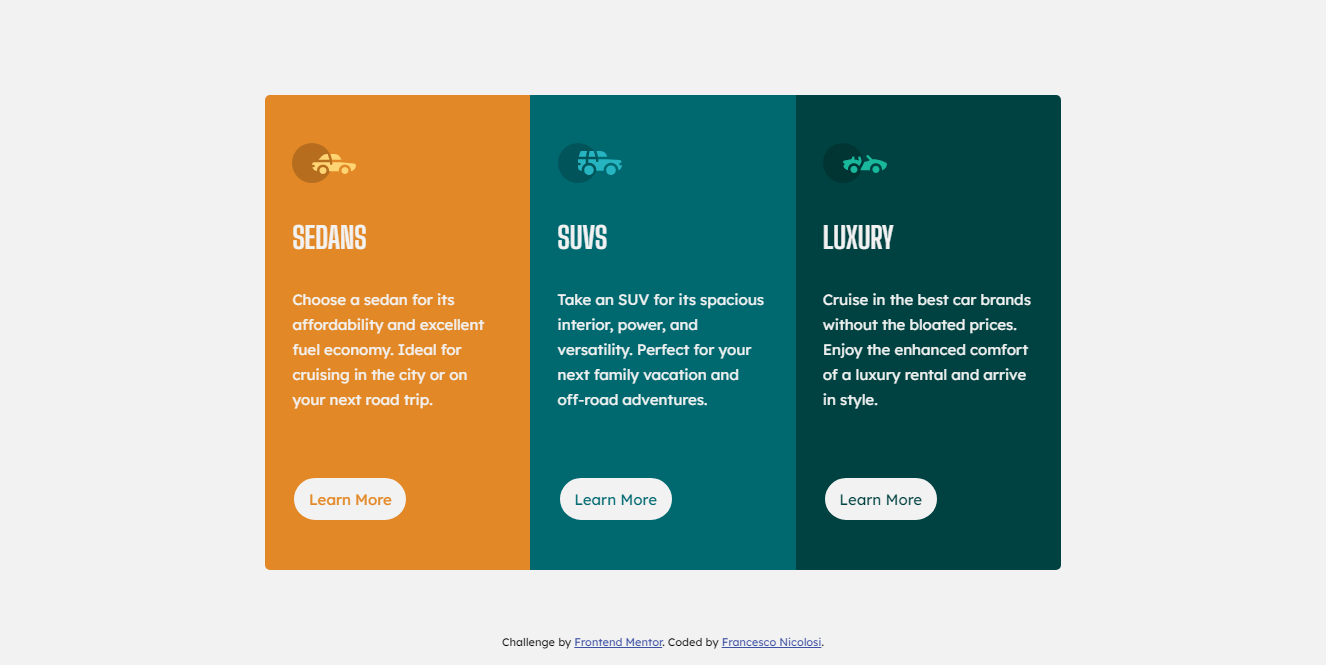 SEDANS
Choose a sedan for its
affordability and excellent
fuel economy. Ideal for
cruising in the city or on
your next road trip.
Learn More
SUVS
Take an SUV for its spacious
interior, power, and
versatility. Perfect for your
next family vacation and
off-road adventures.
Learn More
LUXURY
Cruise in the best car brands
without the bloated prices.
Enjoy the enhanced comfort
of a luxury rental and arrive
in style.
Learn More
Challenge by Frontend Mentor. Coded by Francesco Nicolosi.